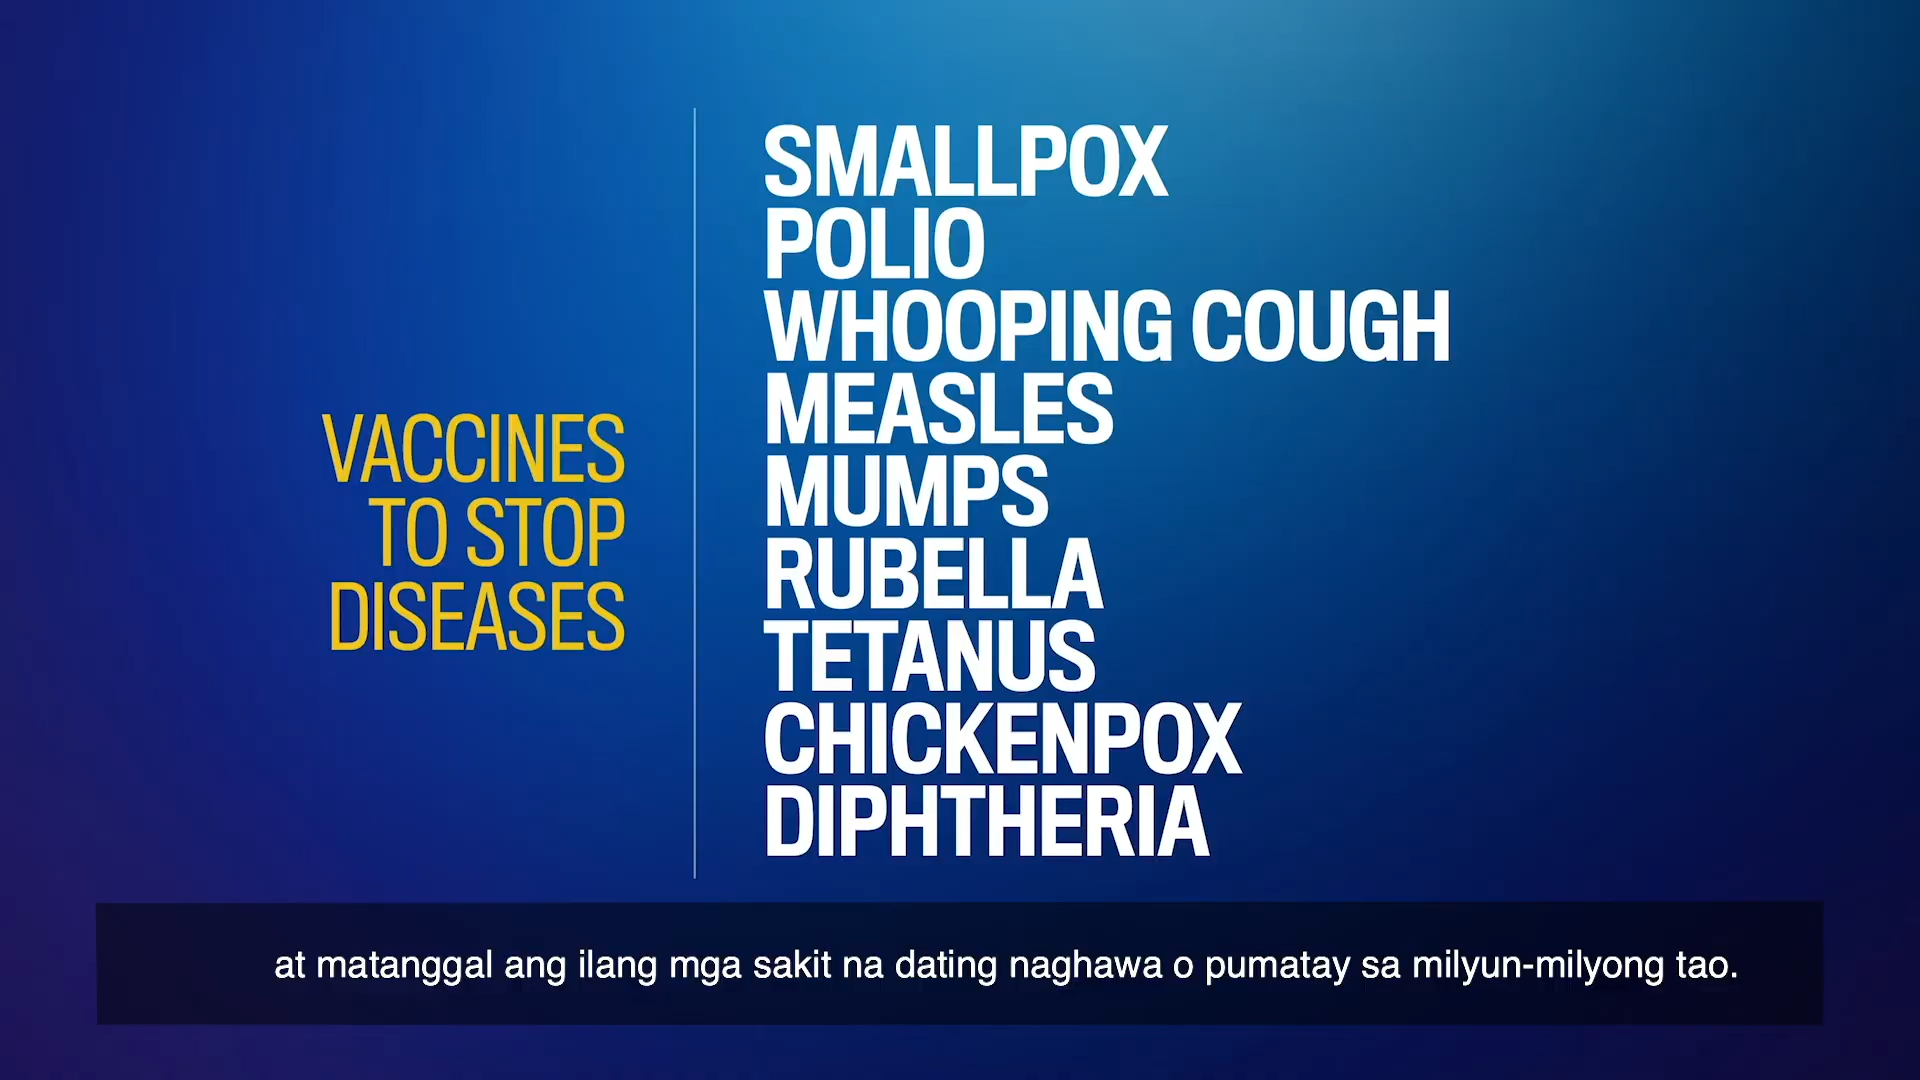 VACCINES
TO STOP
DISEASES
SMALLPOX
POLIO
WHOOPING COUGH
MEASLES
MUMPS
RUBELLA
TETANUS
CHICKENPOX
DIPHTHERIA
at matanggal ang ilang mga sakit na dating naghawa o pumatay sa milyun-milyong tao.